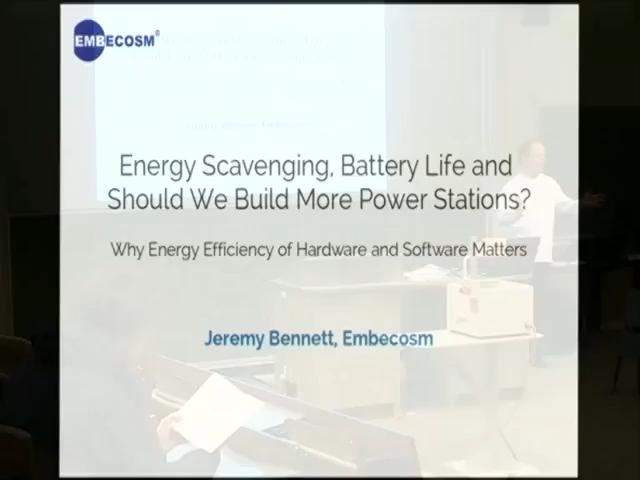 EMBECOSM®
Energy Scavenging, Battery Life and
Should We Build More Power Stations?
Why Energy Efficiency of Hardware and Software Matters
Jeremy Bennett, Embecosm